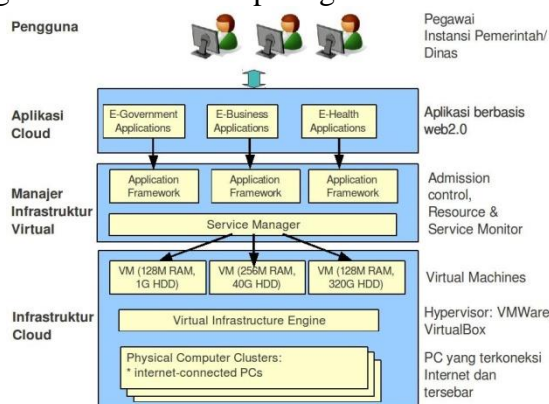 Pengguna
Pegawai
Instansi Pemerintah/
Dinas
Aplikasi
Cloud
E-Government
Applications
E-Business
Applications
E-Health
Applications
Aplikasi berbasis
web2.0
Manajer
Infrastruktur
Virtual
Application
Framework
Application
Framework
Application
Framework
Service Manager
Admission
control,
Resource &
Service Monitor
Infrastruktur
Cloud
VM (128M RAM,
1G HDD)
VM (256M RAM,
40G HDD)
VM (128M RAM,
320G HDD)
Virtual Machines
Virtual Infrastructure Engine
Hypervisor: VMWare
VirtualBox
Physical Computer Clusters:
* internet-connected PCs
PC yang terkoneksi
Internet dan
tersebar